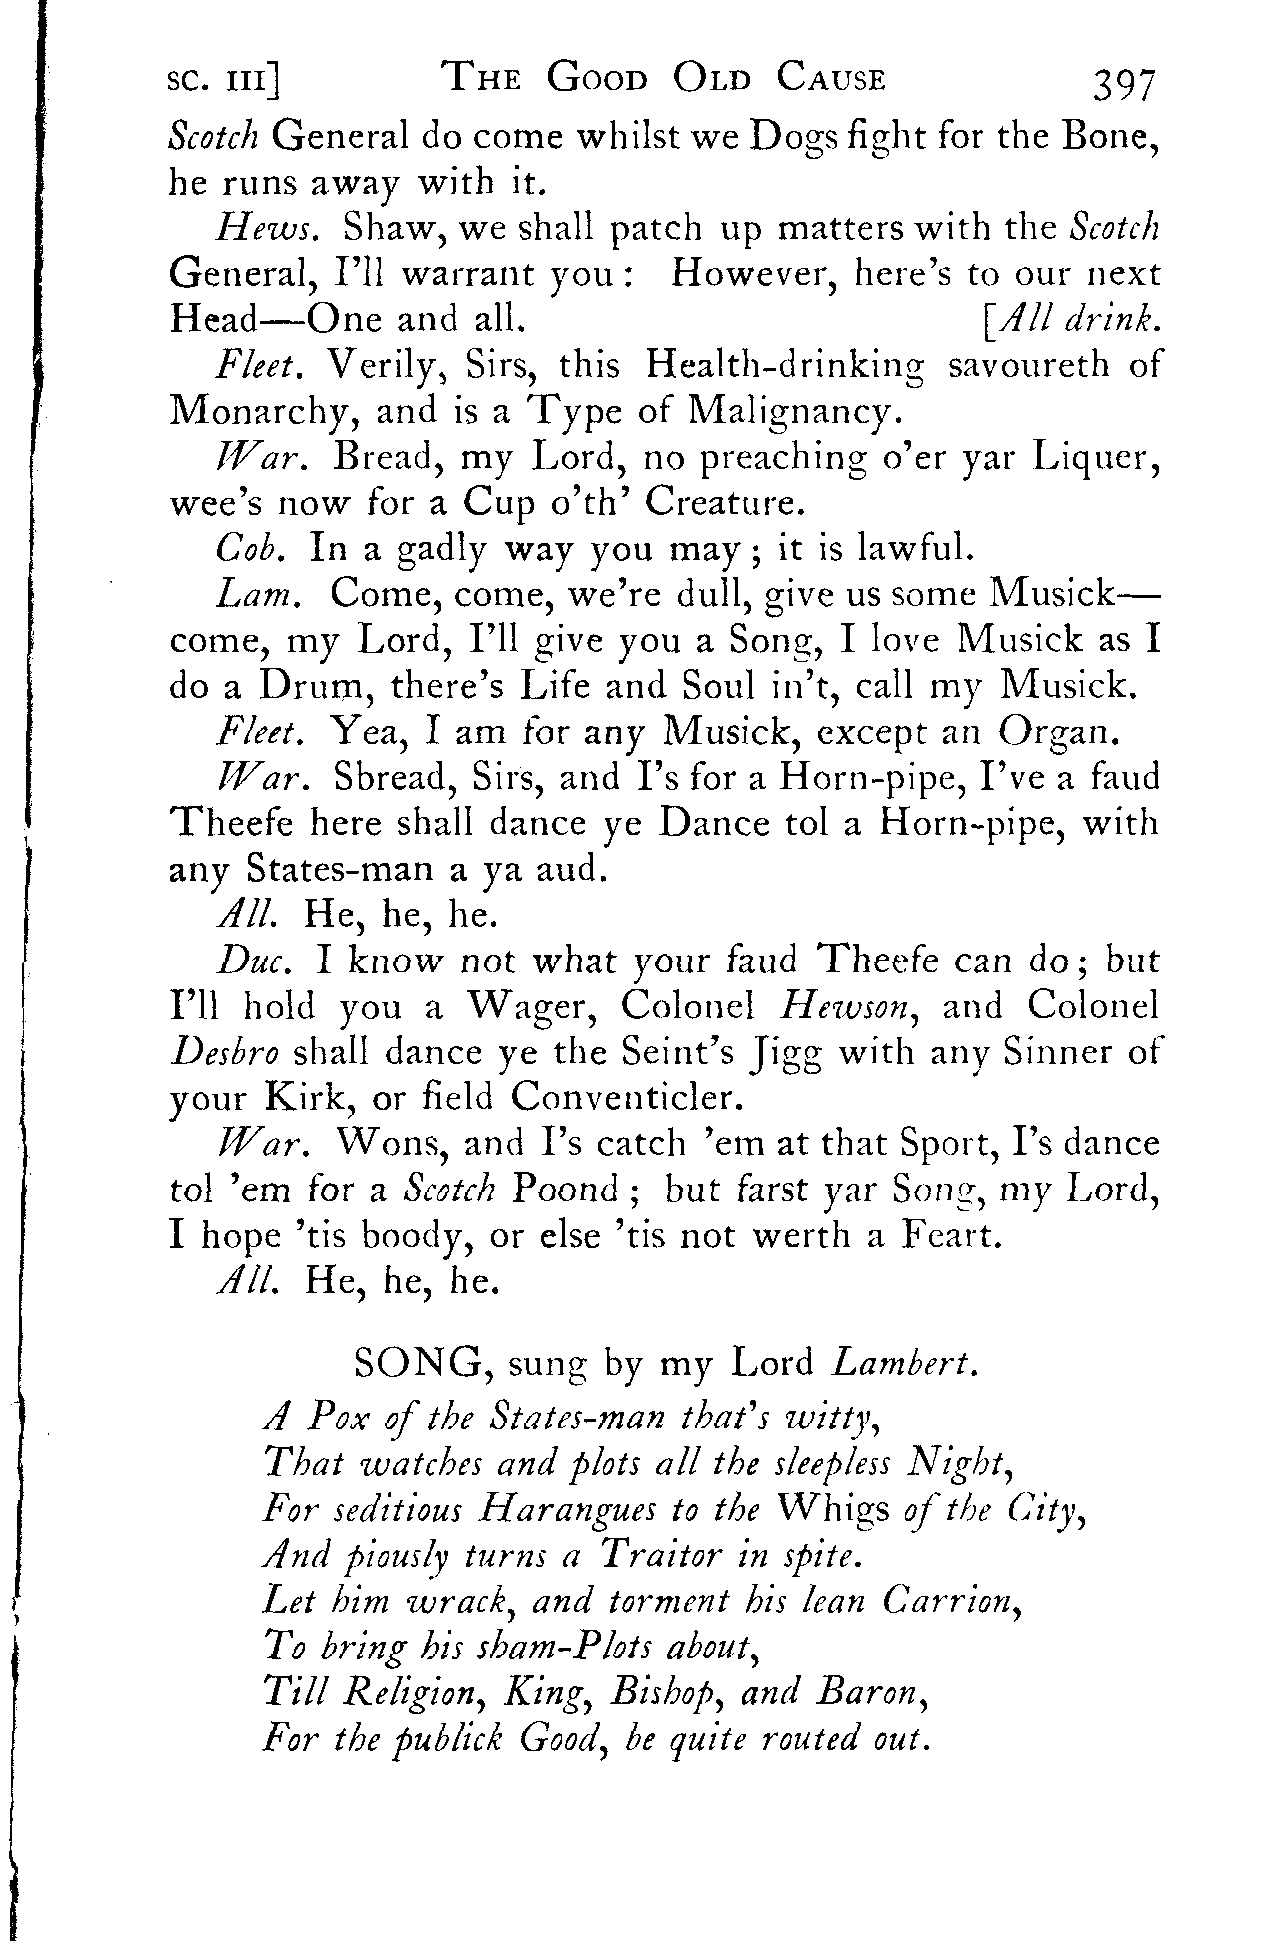 SC. III] THE GOOD OLD CAUSE 397
Scotch General do come whilst we Dogs fight for the Bone,
he runs away with it.
Hews. Shaw, we shall patch up matters with the Scotch
General, I'll warrant you : However, here's to our next
Head—One and all. [All drink.
Fleet. Verily, Sirs, this Health-drinking savoureth of
Monarchy, and is a Type of Malignancy.
War. Bread, my Lord, no preaching o'er yar Liquer,
wee's now for a Cup o'th' Creature.
Cob. In a gadly way you may ; it is lawful.
Lam. Come, come, we're dull, give us some Musick—
come, my Lord, I'll give you a Song, I love Musick as I
do a Drum, there's Life and Soul in't, call my Musick.
Fleet. Yea, I am for any Musick, except an Organ.
War. Sbread, Sirs, and I's for a Horn-pipe, I've a faud
Theefe here shall dance ye Dance tol a Horn-pipe, with
any States-man a ya aud.
All. He, he, he.
Duc. I know not what your faud Theefe can do ; but
I'll hold you a Wager, Colonel Hewson, and Colonel
Desbro shall dance ye the Seint's Jigg with any Sinner of
your Kirk, or field Conventicler.
War. Wons, and I's catch 'em at that Sport, I's dance
tol 'em for a Scotch Poond ; but farst yar Song, my Lord,
I hope 'tis boody, or else 'tis not werth a Feart.
All. He, he, he.
SONG, sung by my Lord Lambert.
A Pox of the States-man that's witty,
That watches and plots all the sleepless Night,
For seditious Harangues to the Whigs of the City,
And piously turns a Traitor in spite.
Let him wrack, and torment his lean Carrion,
To bring his sham-Plots about,
Till Religion, King, Bishop, and Baron,
For the publick Good, be quite routed out.